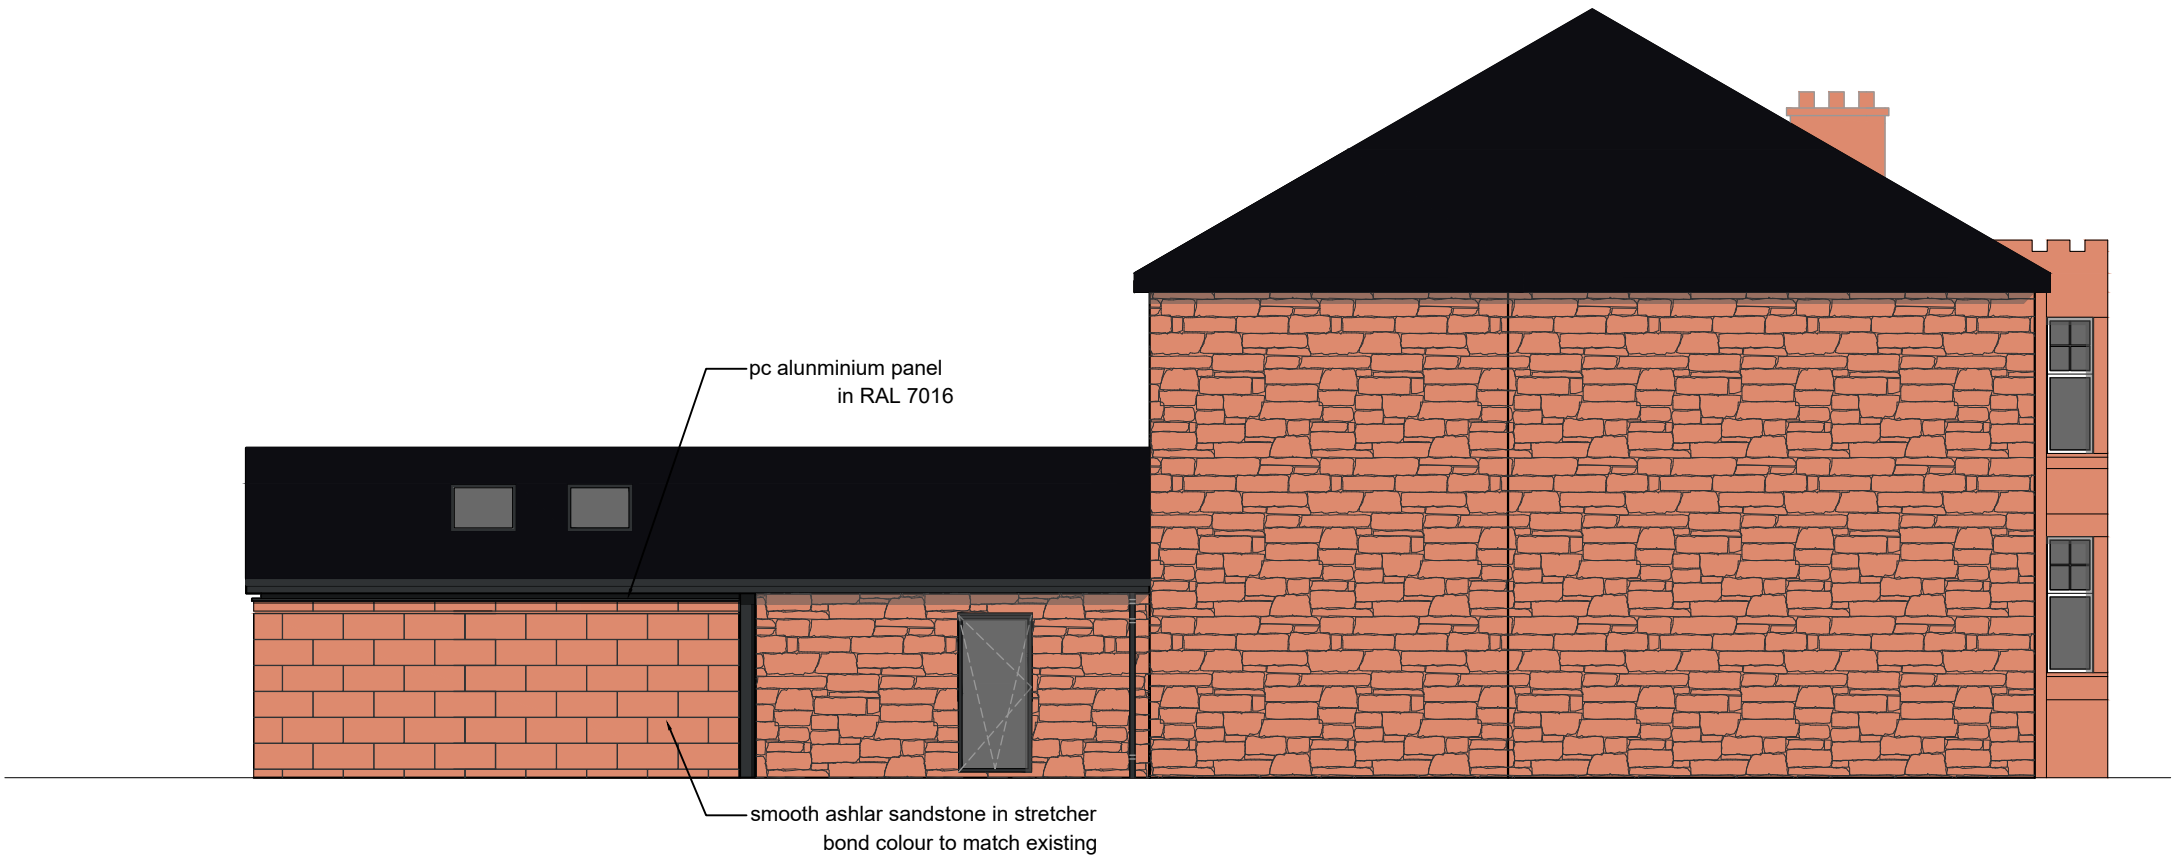 pc alunminium panel
in RAL 7016
smooth ashlar sandstone in stretcher
bond colour to match existing